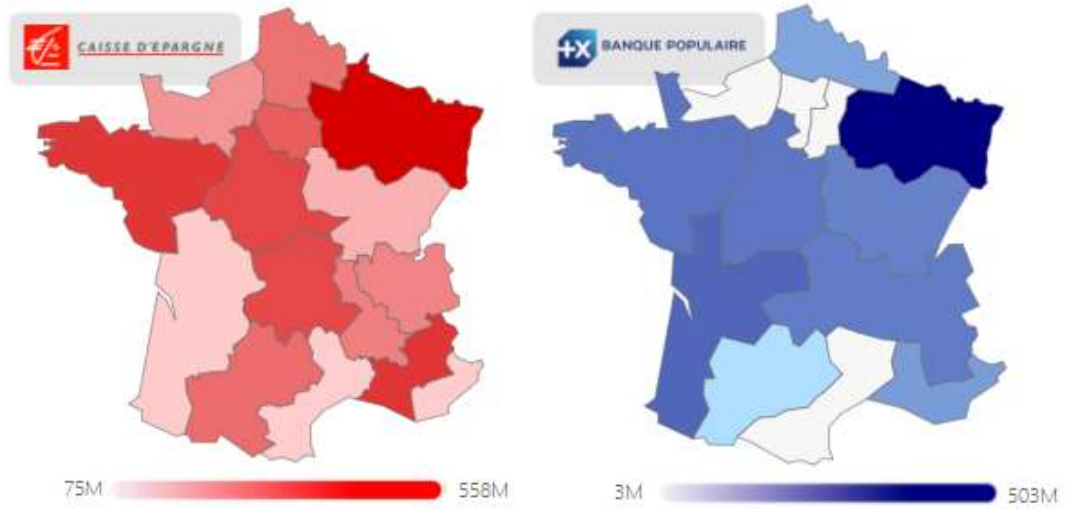 CAISSE D'EPARGNE
+X BANQUE POPULAIRE
75M 558M
3M 503M